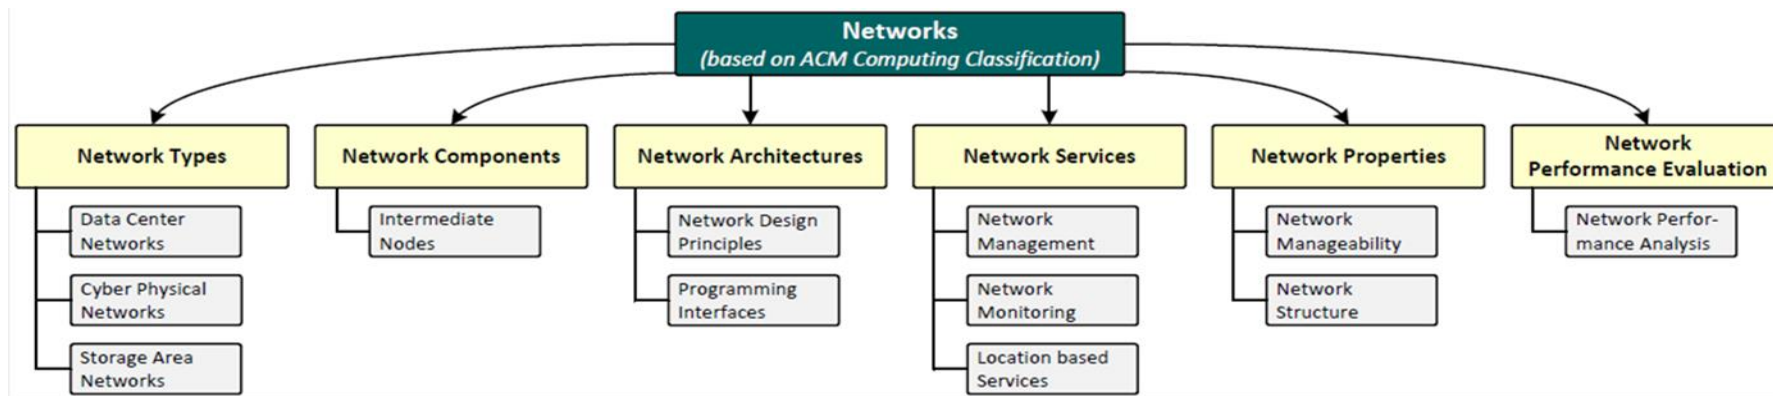 Networks
(based on ACM Computing Classification)
Network Types
Data Center
Networks
Cyber Physical
Networks
Storage Area
Networks
Network Components
Intermediate
Nodes
Network Architectures
Network Design
Principles
Programming
Interfaces
Network Services
Network
Management
Network
Monitoring
Location based
Services
Network Properties
Network
Manageability
Network
Structure
Network
Performance Evaluation
Network Perfor-
mance Analysis